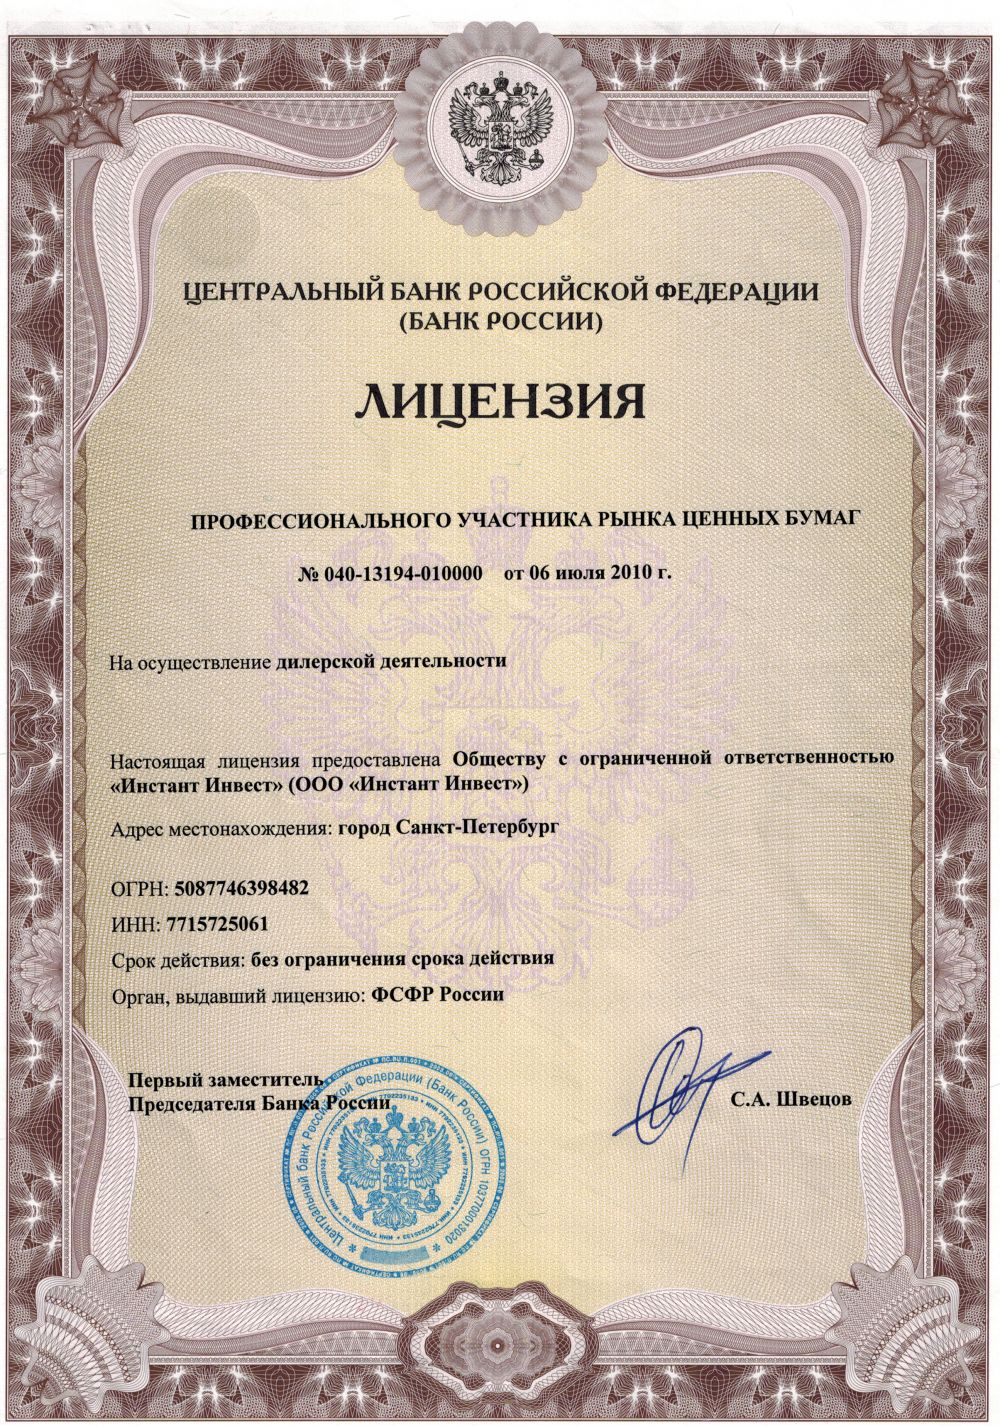 ЦЕНТРАЛЬНЫЙ БАНК РОССИЙСКОЙ ФЕДЕРАЦИИ
(БАНК РОССИИ)
ЛИЦЕНЗИЯ
ПРОФЕССИОНАЛЬНОГО УЧАСТНИКА РЫНКА ЦЕННЫХ БУМАГ
№ 040-13194-010000 от 06 июля 2010 г.
На осуществление дилерской деятельности
Настоящая лицензия предоставлена Обществу с ограниченной ответственностью
«Инстант Инвест» (ООО «Инстант Инвест»)
Адрес местонахождения: город Санкт-Петербург
ОГРН: 5087746398482
ИНН: 7715725061
Срок действия: без ограничения срока действия
Орган, выдавший лицензию: ФСФР России
Первый заместитель
Председателя Банка России
С.А. Швецов
Центральный банк Российской Федерации (Банк России) ОГРН 1037700013020
ИНН 7702235133